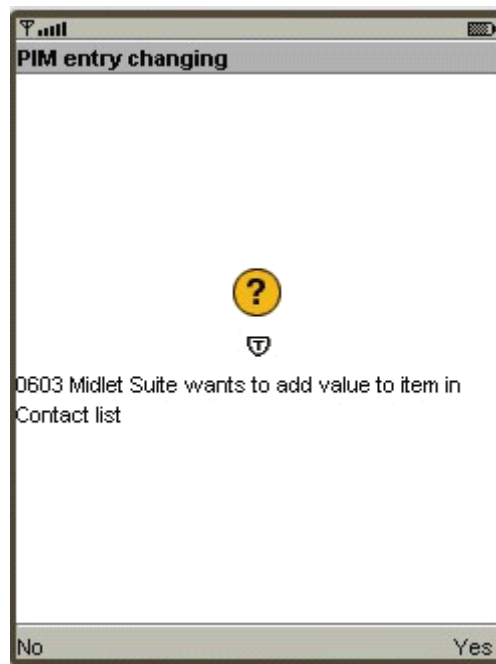 PIM entry changing
?
T
0603 Midlet Suite wants to add value to item in
Contact list
No Yes